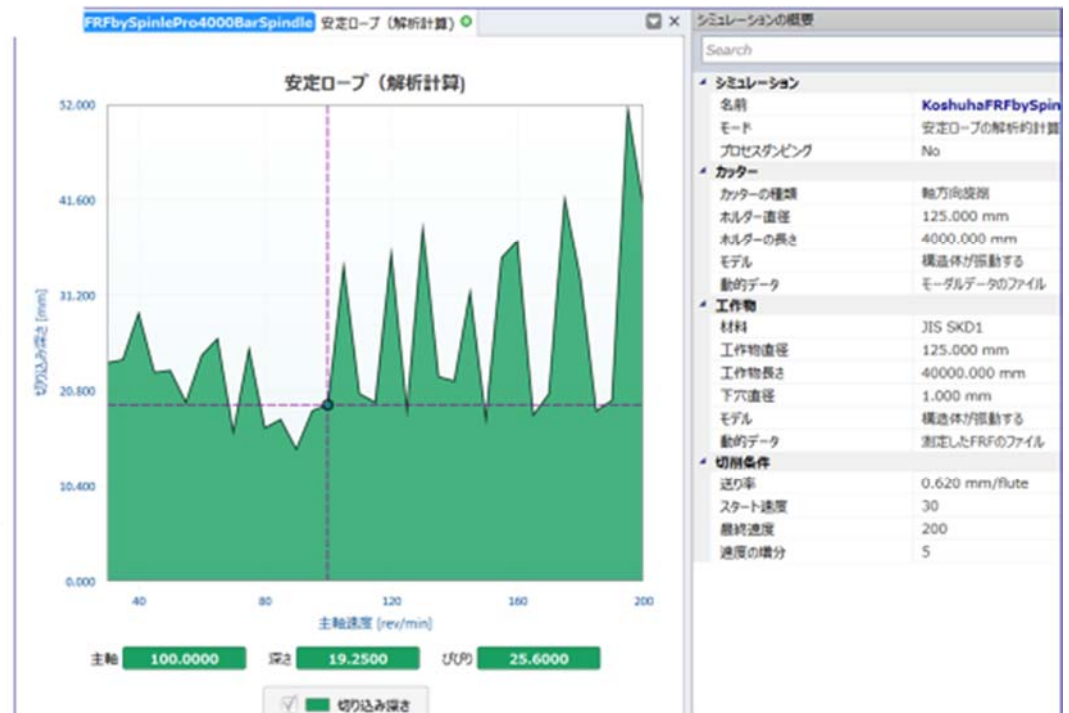 FRFbySpinlePro4000BarSpindle 安定ローブ（解析計算）
安定ローブ（解析計算)
52.000
41.600
31.200
20.800
10.400
0.000
切り込み深さ [mm]
40 80 120 160 200
主軸速度 [rev/min]
主軸 100.0000 深さ 19.2500 びびり 25.6000
切り込み深さ
シミュレーションの概要
Search
シミュレーション
名前 KoshuhaFRFbySpin
モード 安定ローブの解析的計算
プロセスダンピング No
カッター
カッターの種類 軸方向旋削
ホルダー直径 125.000 mm
ホルダーの長さ 4000.000 mm
モデル 構造体が振動する
動的データ モーダルデータのファイル
工作物
材料 JIS SKD1
工作物直径 125.000 mm
工作物長さ 40000.000 mm
下穴直径 1.000 mm
モデル 構造体が振動する
動的データ 測定したFRFのファイル
切削条件
送り率 0.620 mm/flute
スタート速度 30
最終速度 200
速度の増分 5